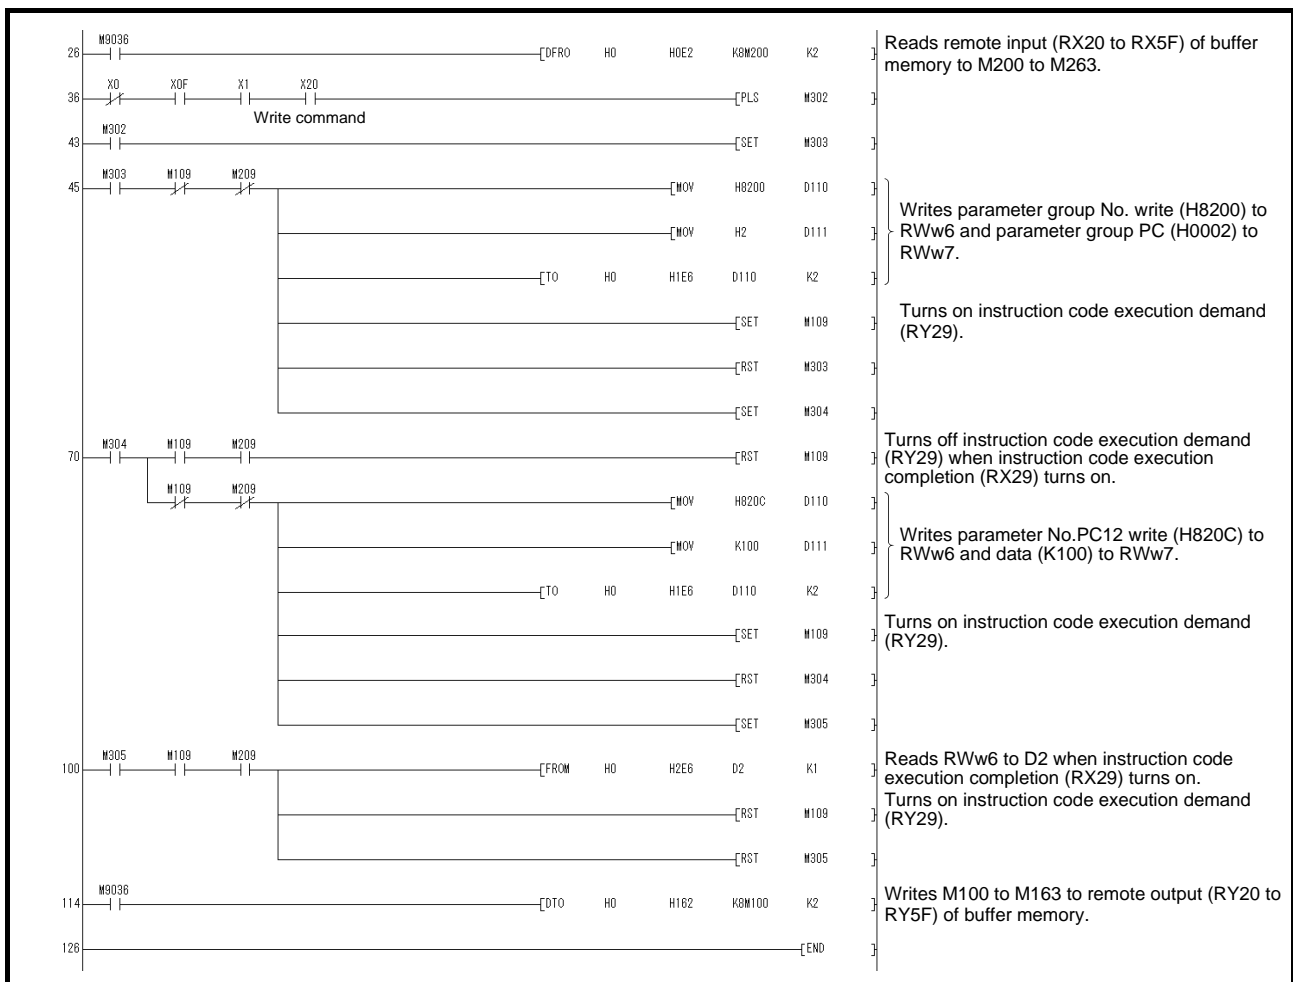 M9036
26 [DFRO H0 H0E2 K8M200 K2 ]
Reads remote input (RX20 to RX5F) of buffer
memory to M200 to M263.
X0 X0F X1 X20
36 [PLS M302 ]
Write command
M302
43 [SET M303 ]
M303 M109 M209
45 [MOV H8200 D110 ]
[MOV H2 D111 ]
Writes parameter group No. write (H8200) to
RWw6 and parameter group PC (H0002) to
RWw7.
[TO H0 H1E6 D110 K2 ]
[SET M109 ]
Turns on instruction code execution demand
(RY29).
[RST M303 ]
[SET M304 ]
M304 M109 M209
70 [RST M109 ]
Turns off instruction code execution demand
(RY29) when instruction code execution
completion (RX29) turns on.
M109 M209
[MOV H820C D110 ]
[MOV K100 D111 ]
Writes parameter No.PC12 write (H820C) to
RWw6 and data (K100) to RWw7.
[TO H0 H1E6 D110 K2 ]
[SET M109 ]
Turns on instruction code execution demand
(RY29).
[RST M304 ]
[SET M305 ]
M305 M109 M209
100 [FROM H0 H2E6 D2 K1 ]
Reads RWw6 to D2 when instruction code
execution completion (RX29) turns on.
[RST M109 ]
Turns on instruction code execution demand
(RY29).
[RST M305 ]
M9036
114 [DTO H0 H162 K8M100 K2 ]
Writes M100 to M163 to remote output (RY20 to
RY5F) of buffer memory.
126 [END ]